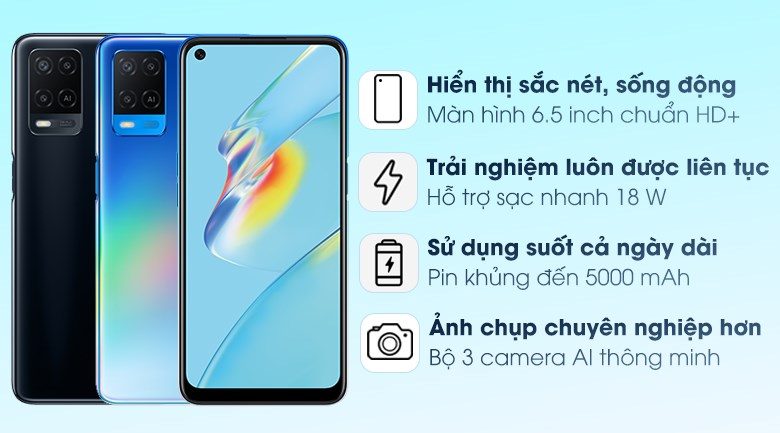 AI
AI
Hiển thị sắc nét, sống động
Màn hình 6.5 inch chuẩn HD+
Trải nghiệm luôn được liên tục
Hỗ trợ sạc nhanh 18 W
Sử dụng suốt cả ngày dài
Pin khủng đến 5000 mAh
Ảnh chụp chuyên nghiệp hơn
Bộ 3 camera AI thông minh